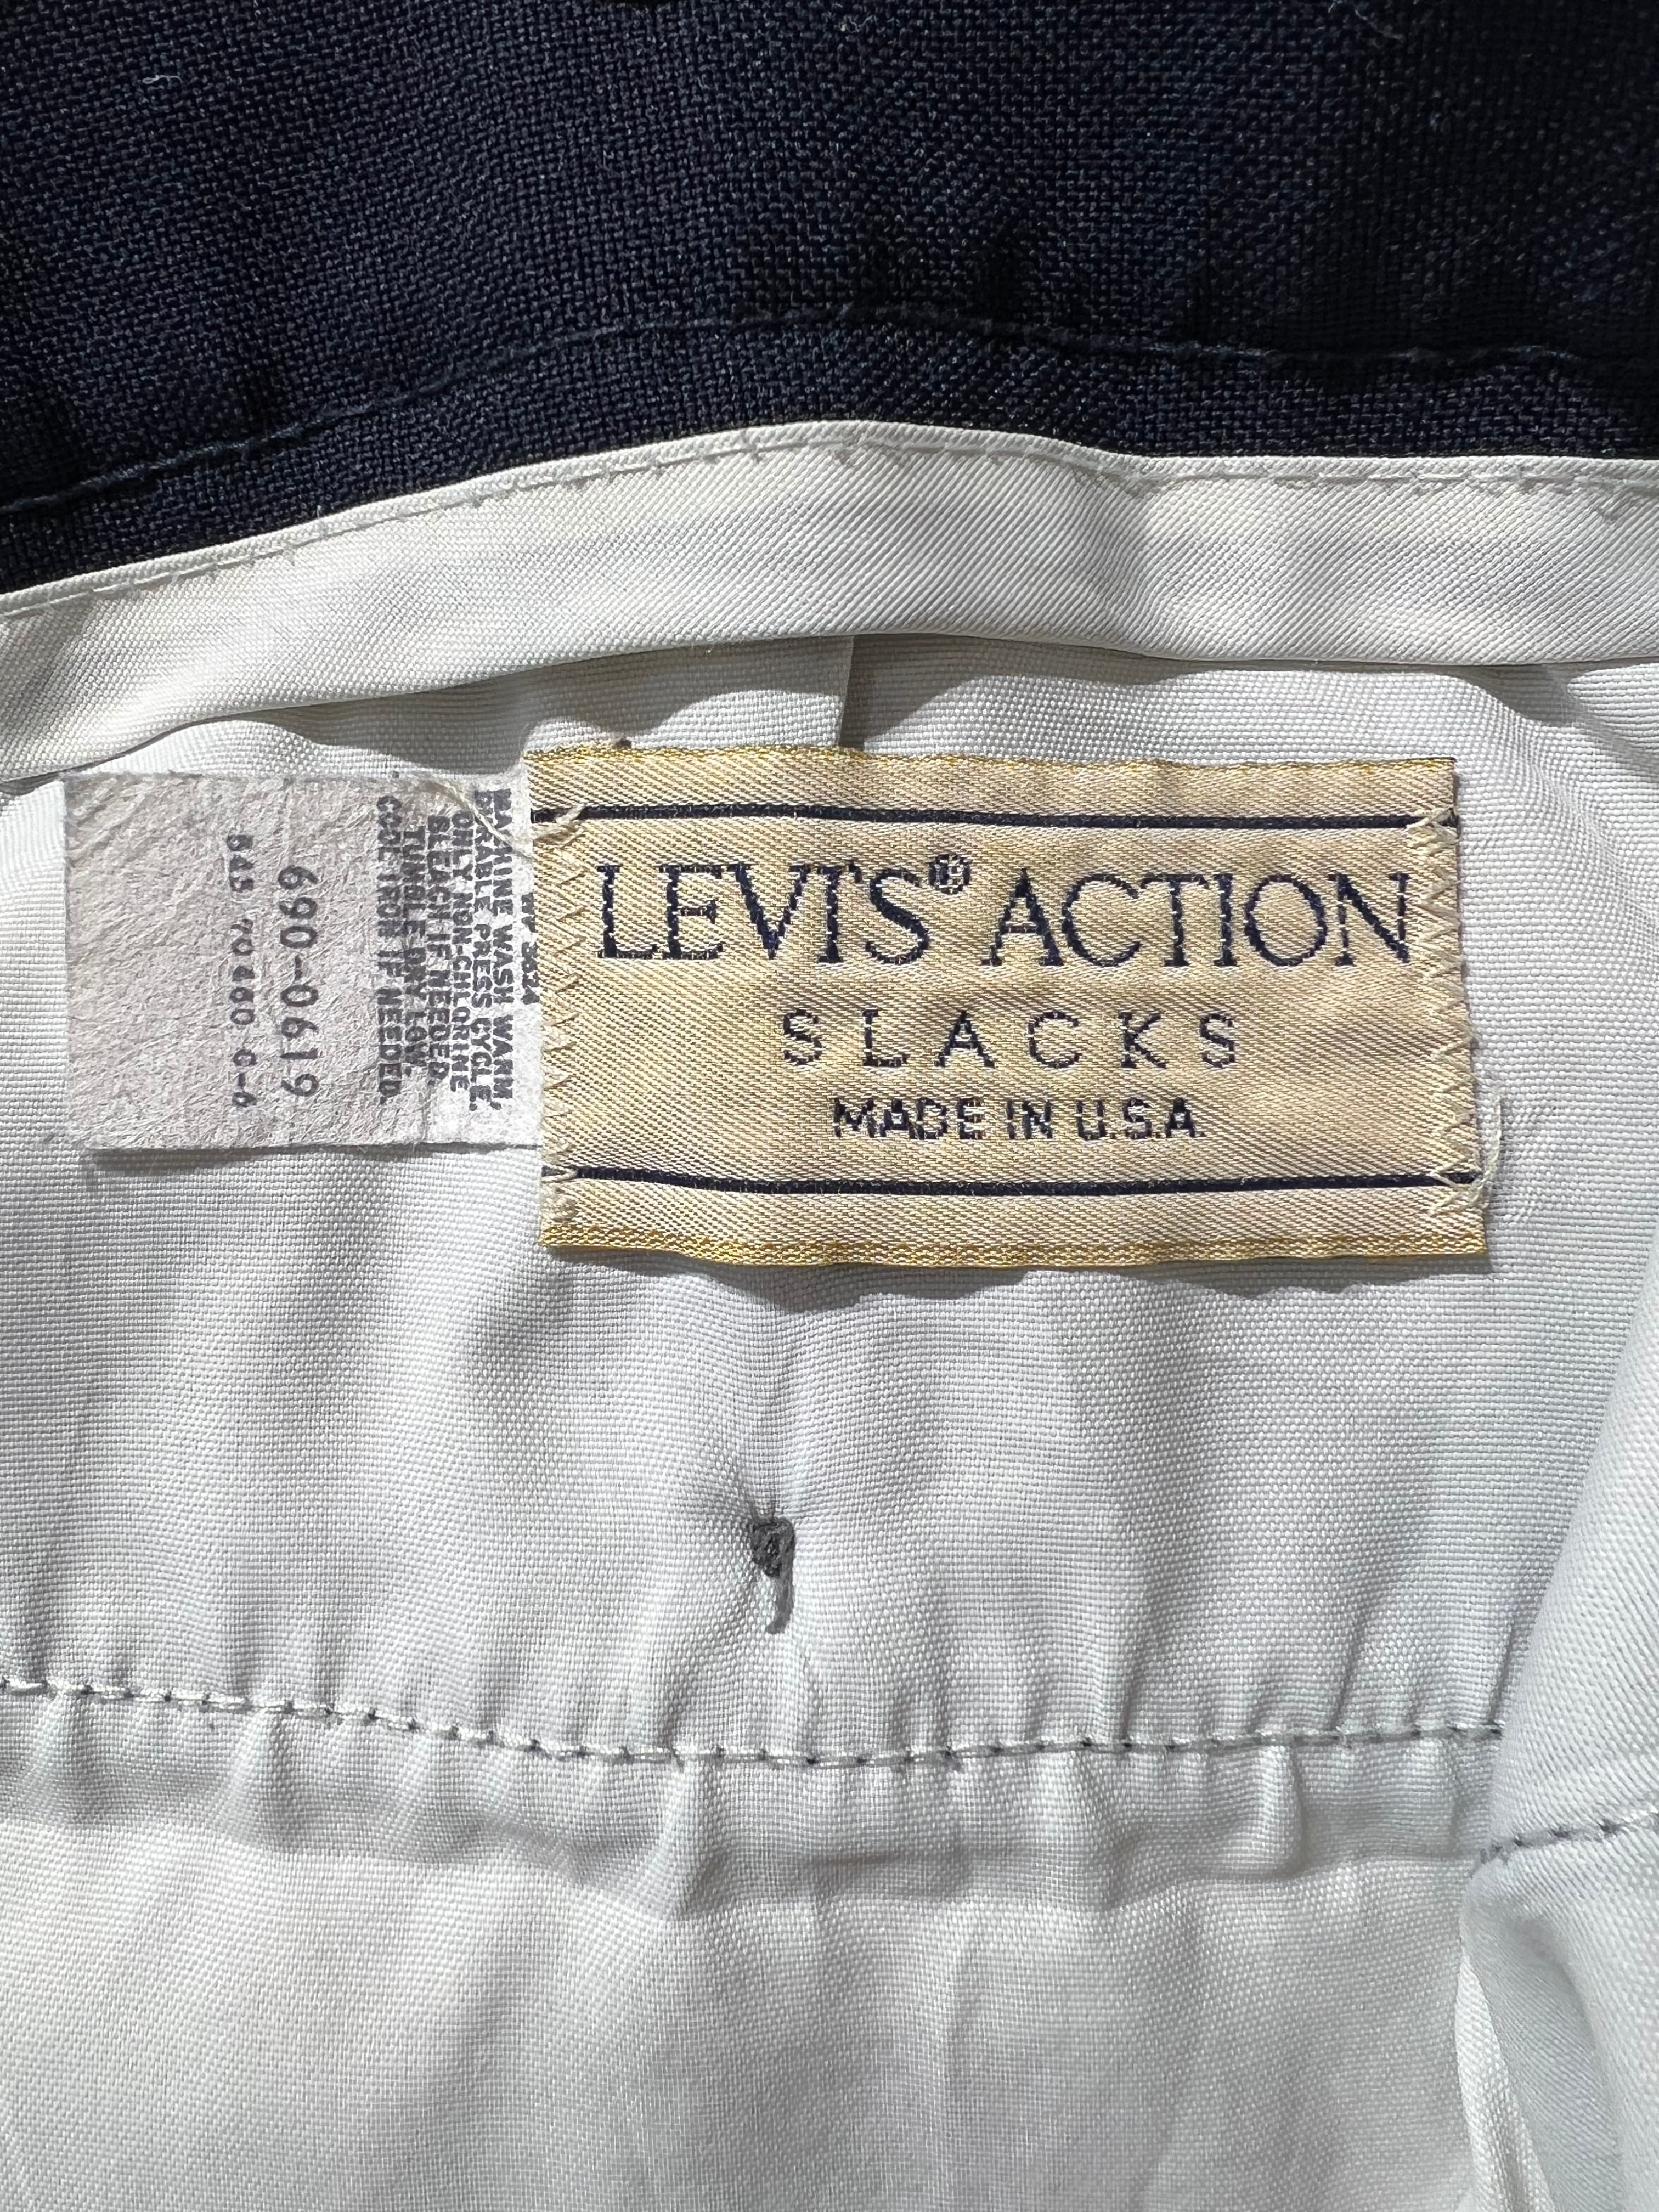 LEVI'S® ACTION
SLACKS
MADE IN U.S.A.
MACHINE WASH WARM,
DURABLE PRESS CYCLE.
ONLY NON-CHLORINE
BLEACH IF NEEDED.
TUMBLE DRY LOW.
COOL IRON IF NEEDED.
690-0619
70460